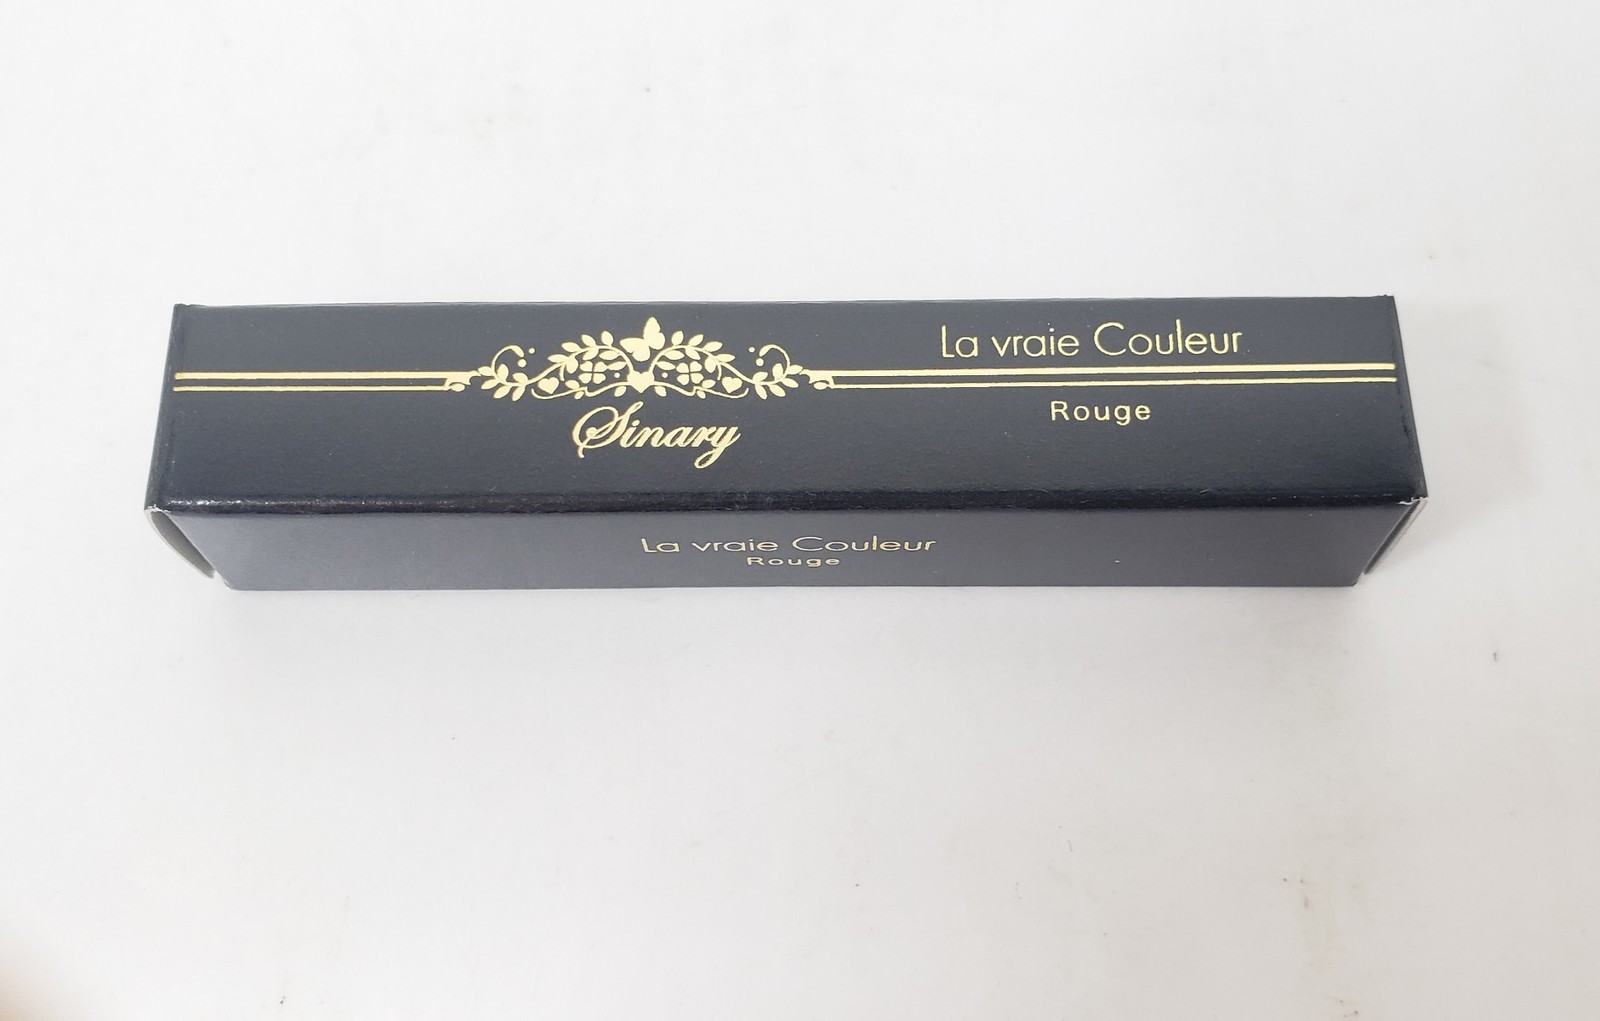 La vraie Couleur
Rouge
Sinary
La vraie Couleur
Rouge